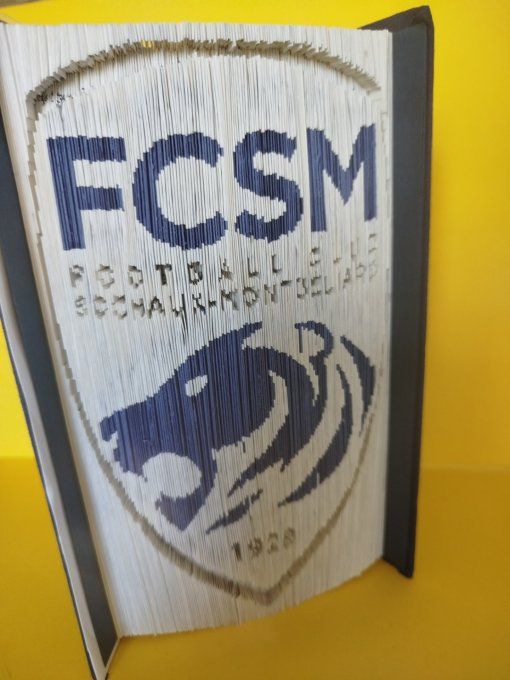 FCSM
FOOTBALL CLUB
SOCHAUX-MONTBELIARD
1928